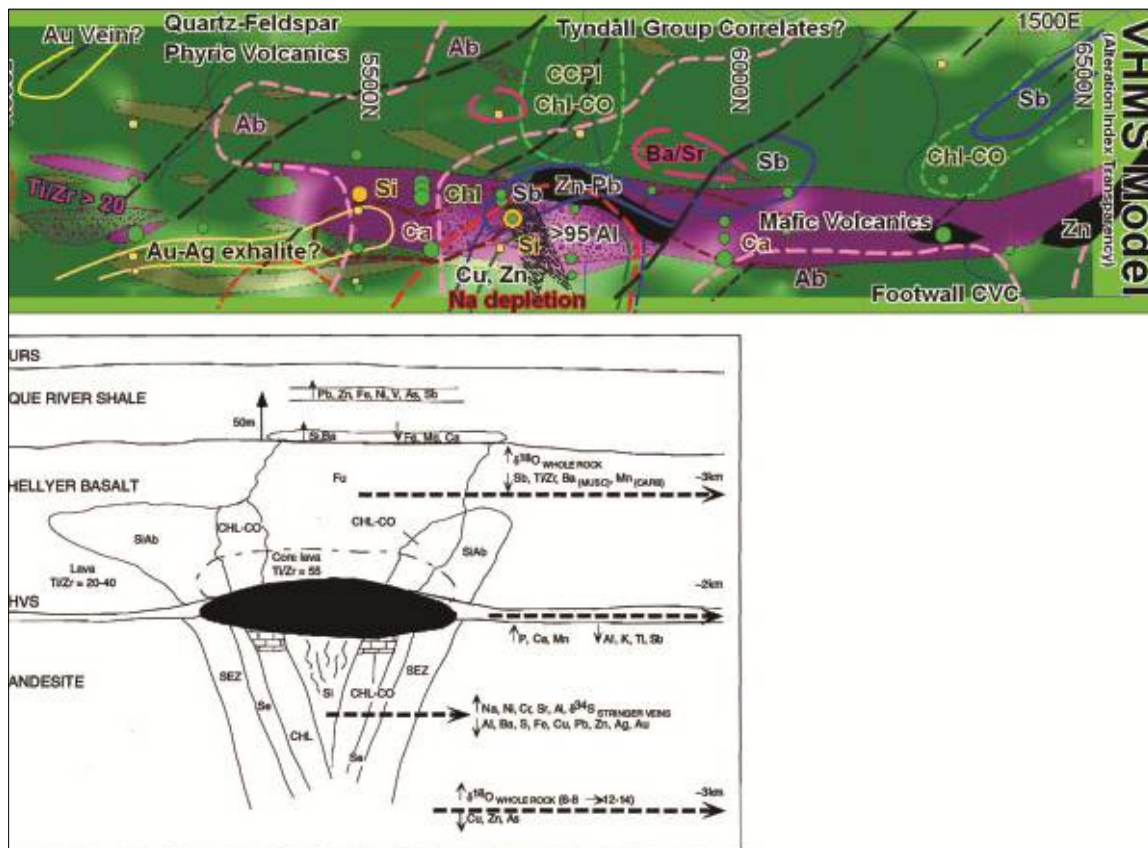 Au Vein?
Quartz-Feldspar
Phyric Volcanics
Ab
Tyndall Group Correlates?
1500E
5500N
6000N
6500N
VHMS Model
(Alteration Index Transparency)
CCPI
Chl-CO
Sb
Ab
Ba/Sr
Sb
Chl-CO
Ti/Zr > 20
Si
Chl
Sb
Zn-Pb
Mafic Volcanics
Zn
Au-Ag exhalite?
Ca
Si
>95 AI
Ca
Cu, Zn
Ab
Na depletion
Footwall CVC
URS
QUE RIVER SHALE
Pb, Zn, Fe, Ni, V, As, Sb
50m
Si,Ba
Fe, Mg, Ca
δ18O WHOLE ROCK
Sb, Ti/Zr, Ba (MUSC), Mn (CARB)
~3km
HELLYER BASALT
Fu
SiAb
CHL-CO
CHL-CO
SiAb
Lava
Ti/Zr = 20-40
Core lava
Ti/Zr = 55
~2km
HVS
P, Ca, Mn
Al, K, Tl, Sb
ANDESITE
SEZ
Se
CHL
Si
CHL-CO
Se
SEZ
Na, Ni, Cr, Sr, Al, δ34S STRINGER VEINS
Al, Ba, S, Fe, Cu, Pb, Zn, Ag, Au
δ18O WHOLE ROCK (6-8 → 12-14)
~3km
Cu, Zn, As